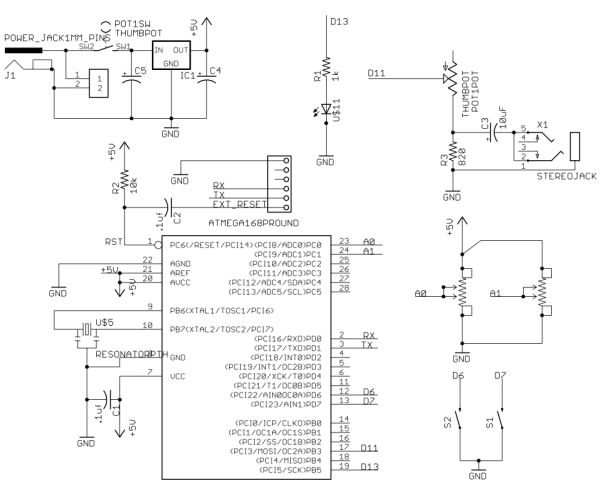 POT1SW
THUMBPOT
POWER_JACK1MM_PINS
SW2 SW1
J1
1
2
1
2
C5
IN OUT
GND
IC1
C4
+5V
GND
D13
R1
1k
U$11
GND
D11
THUMBPOT
POT1POT
C3
10uF
R3
820
GND
X1
5
4
3
2
1
STEREOJACK
+5V
R2
10k
GND
RX
TX
EXT_RESET
C2
.1uf
ATMEGA168PROUND
RST 1 PC6(/RESET/PCI14)(PCI8/ADC0)PC0 23 A0
(PCI9/ADC1)PC1 24 A1
22 AGND (PCI10/ADC2)PC2 25
+5V 21 AREF (PCI11/ADC3)PC3 26
20 AVCC (PCI12/ADC4/SDA)PC4 27
(PCI13/ADC5/SCL)PC5 28
GND
+5V
9 PB6(XTAL1/TOSC1/PCI6)
U$5
10 PB7(XTAL2/TOSC2/PCI7)
(PCI16/RXD)PD0 2 RX
(PCI17/TXD)PD1 3 TX
RESONATORPTH
8 GND (PCI18/INT0)PD2 4
(PCI19/INT1/OC2B)PD3 5
7 VCC (PCI20/XCK/T0)PD4 6
(PCI21/T1/OC0B)PD5 11
(PCI22/AIN0OC0A)PD6 12 D6
(PCI23/AIN1)PD7 13 D7
.1uf
C1
GND
+5V
(PCI0/ICP/CLKO)PB0 14
(PCI1/OC1A/OC1S)PB1 15
(PCI2/SS/OC1B)PB2 16
(PCI3/MOSI/OC2A)PB3 17 D11
(PCI4/MISO)PB4 18
(PCI5/SCK)PB5 19 D13
+5V
A0
A1
GND
D6
D7
S2
S1
GND